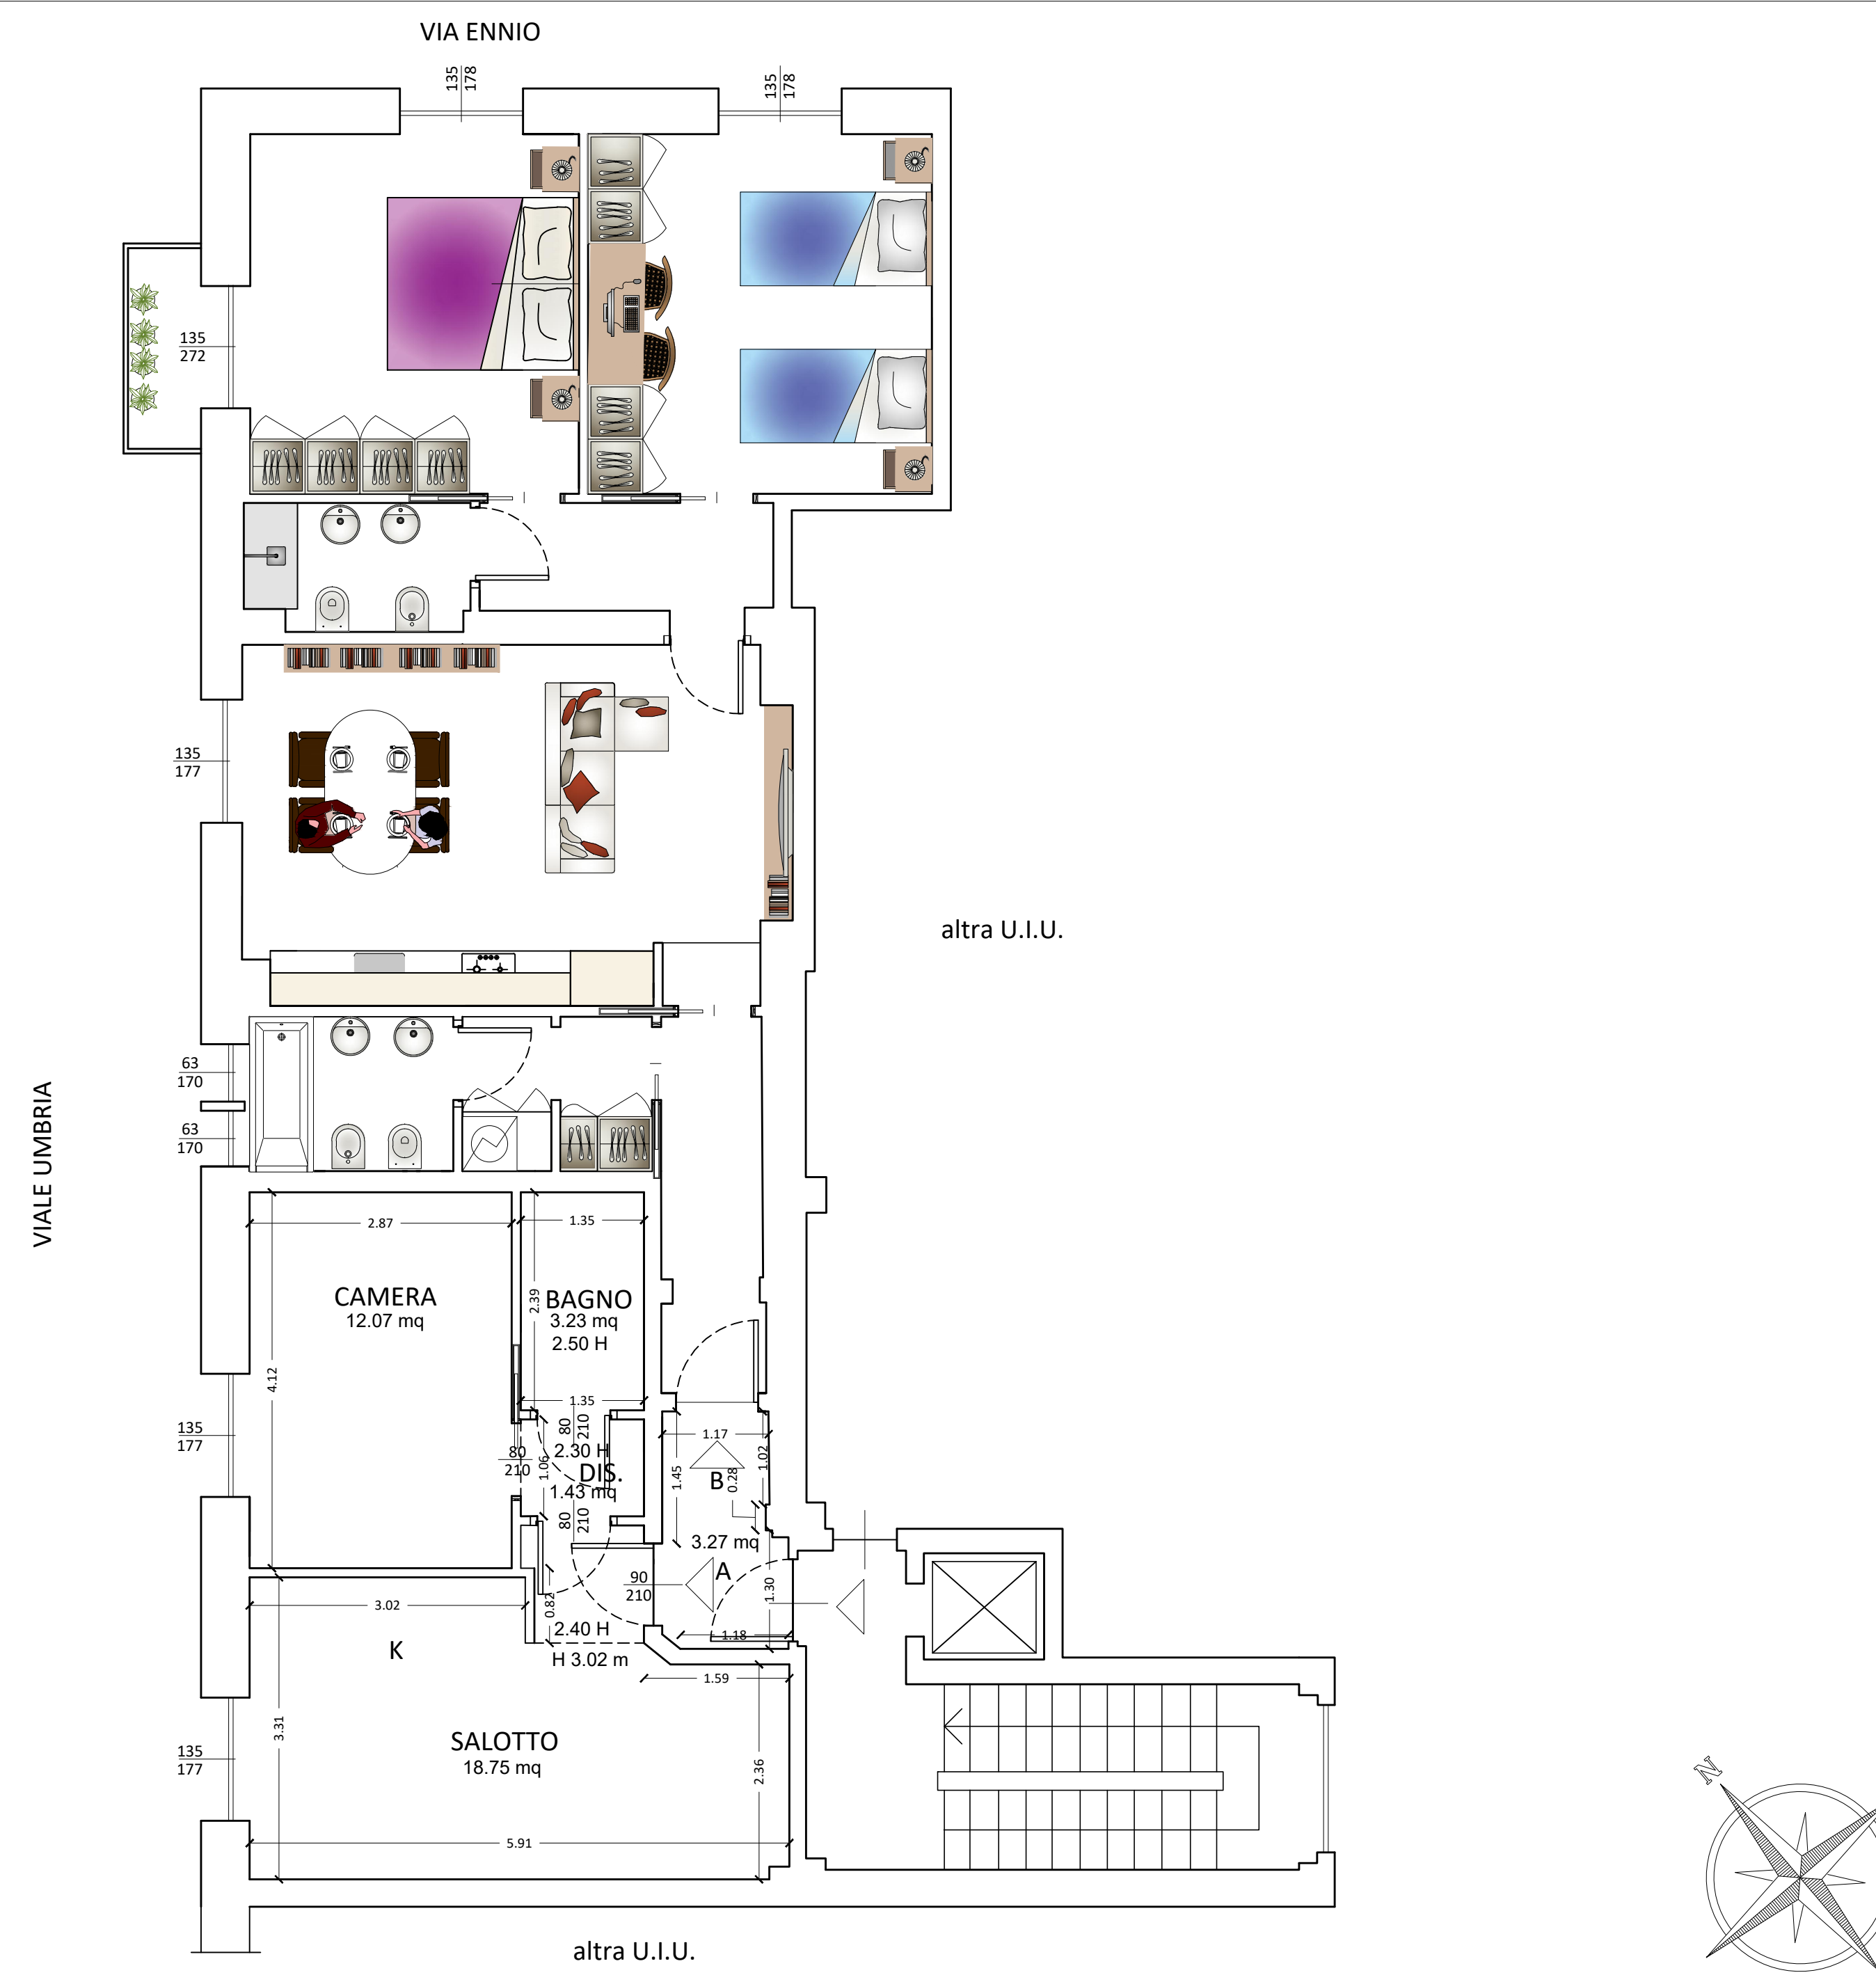 VIA ENNIO
135
178
135
178
135
272
135
177
altra U.I.U.
63
170
63
170
VIALE UMBRIA
2.87
1.35
CAMERA
12.07 mq
2.39
BAGNO
3.23 mq
2.50 H
4.12
1.35
135
177
80
210
80
210
2.30 H
DIS.
1.43 mq
1.06
80
210
1.17
1.45
1.02
B
0.28
3.27 mq
A
90
210
1.30
3.02
0.82
2.40 H
1.18
K
H 3.02 m
1.59
3.31
SALOTTO
18.75 mq
135
177
2.36
5.91
N
altra U.I.U.